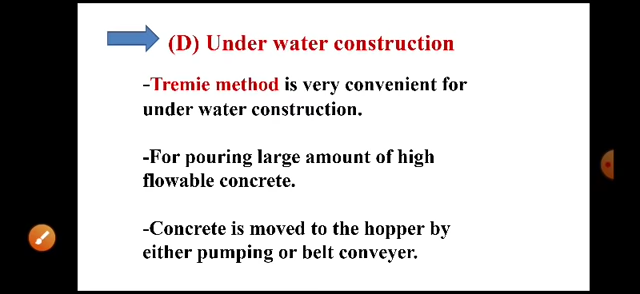 (D) Under water construction
-Tremie method is very convenient for
under water construction.
-For pouring large amount of high
flowable concrete.
-Concrete is moved to the hopper by
either pumping or belt conveyer.